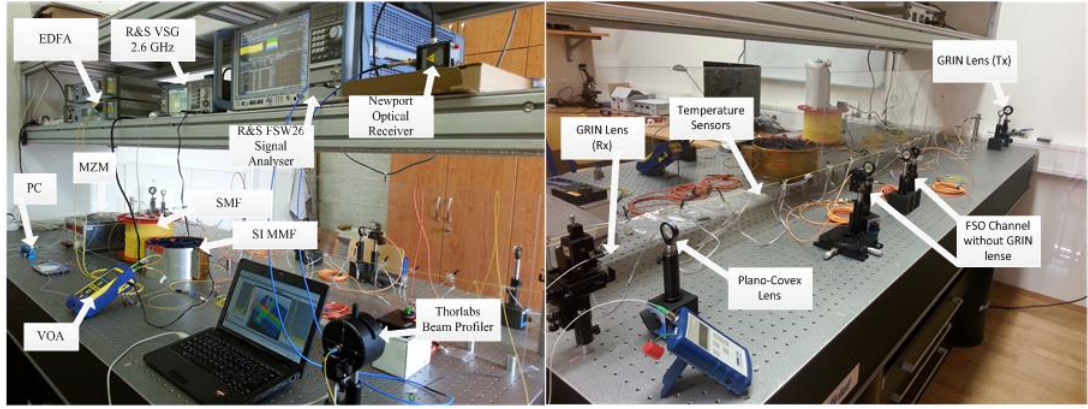 EDFA
R&S VSG
2.6 GHz
Newport
Optical
Receiver
R&S FSW26
Signal
Analyser
MZM
PC
SMF
SI MMF
VOA
Thorlabs
Beam Profiler
GRIN Lens (Tx)
Temperature
Sensors
GRIN Lens
(Rx)
FSO Channel
without GRIN
lense
Plano-Covex
Lens